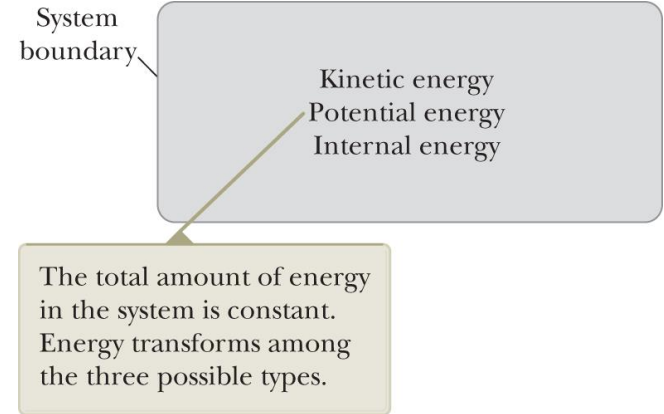 System
boundary
Kinetic energy
Potential energy
Internal energy
The total amount of energy
in the system is constant.
Energy transforms among
the three possible types.